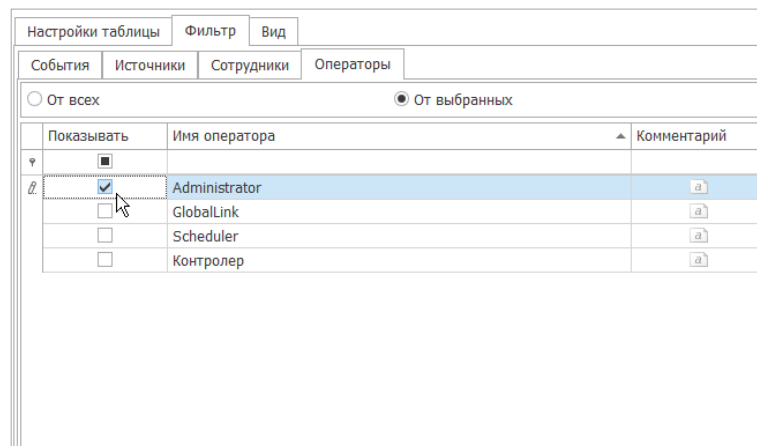 Настройки таблицы Фильтр Вид
События Источники Сотрудники Операторы
От всех От выбранных
Показывать Имя оператора Комментарий
Administrator a
GlobalLink a
Scheduler a
Контролер a